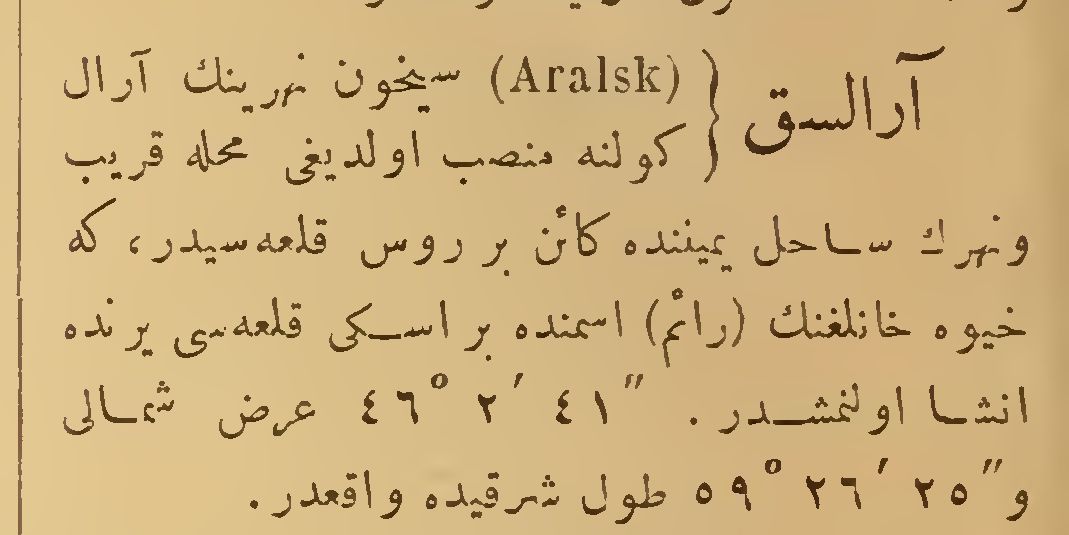 آرالسق { (Aralsk) سیخون نهرینك آرال
كولنه منصب اولدیغی محله قریب
ونهرك ساحل یمیننده كائن بر روس قلعه‌سیدر، كه
خیوه خانلغنك (رائم) اسمنده بر اسكی قلعه‌سی یرنده
انشا اولنمشدر. ″٤١ ′٢ °٤٦ عرض شمالی
و″٢٥ ′٢٦ °٥٩ طول شرقیده واقعدر.